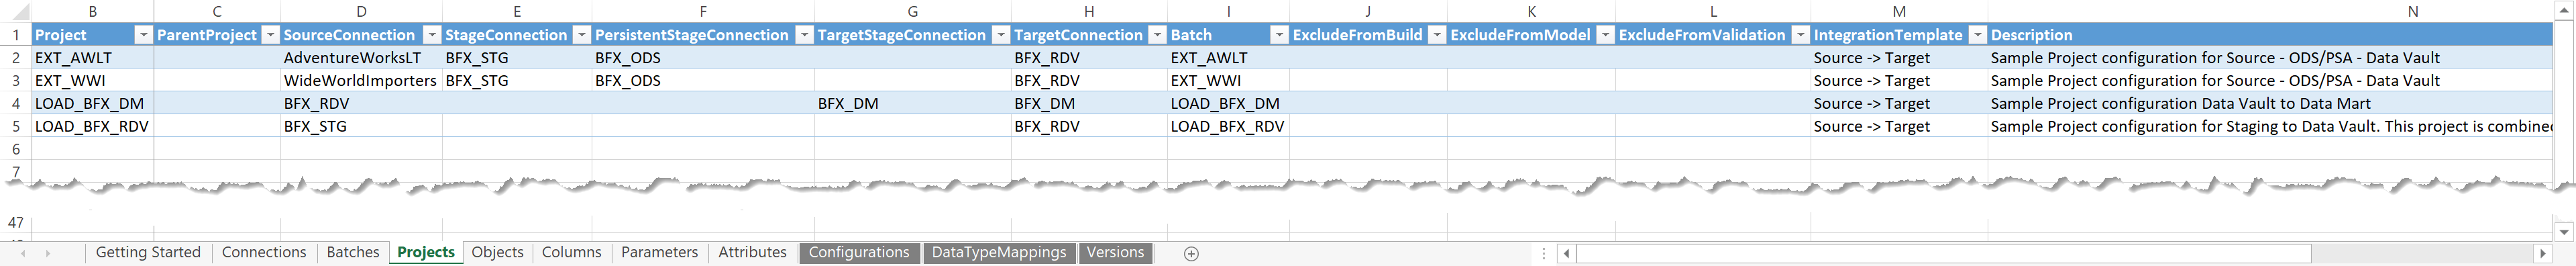 B C D E F G H I J K L M N
1 Project ParentProject SourceConnection StageConnection PersistentStageConnection TargetStageConnection TargetConnection Batch ExcludeFromBuild ExcludeFromModel ExcludeFromValidation IntegrationTemplate Description
2 EXT_AWLT AdventureWorksLT BFX_STG BFX_ODS BFX_RDV EXT_AWLT Source -> Target Sample Project configuration for Source - ODS/PSA - Data Vault
3 EXT_WWI WideWorldImporters BFX_STG BFX_ODS BFX_RDV EXT_WWI Source -> Target Sample Project configuration for Source - ODS/PSA - Data Vault
4 LOAD_BFX_DM BFX_RDV BFX_DM BFX_DM LOAD_BFX_DM Source -> Target Sample Project configuration Data Vault to Data Mart
5 LOAD_BFX_RDV BFX_STG BFX_RDV LOAD_BFX_RDV Source -> Target Sample Project configuration for Staging to Data Vault. This project is combined
6
7
47
Getting Started Connections Batches Projects Objects Columns Parameters Attributes Configurations DataTypeMappings Versions